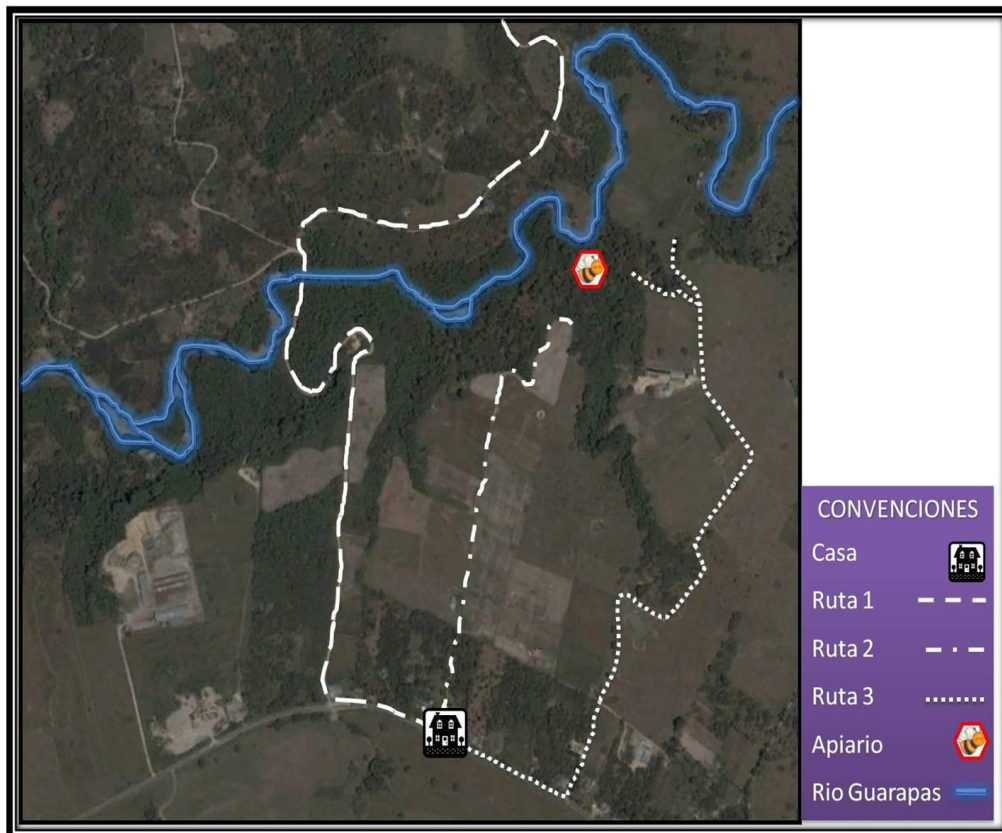 CONVENCIONES
Casa
Ruta 1
Ruta 2
Ruta 3
Apiario
Rio Guarapas